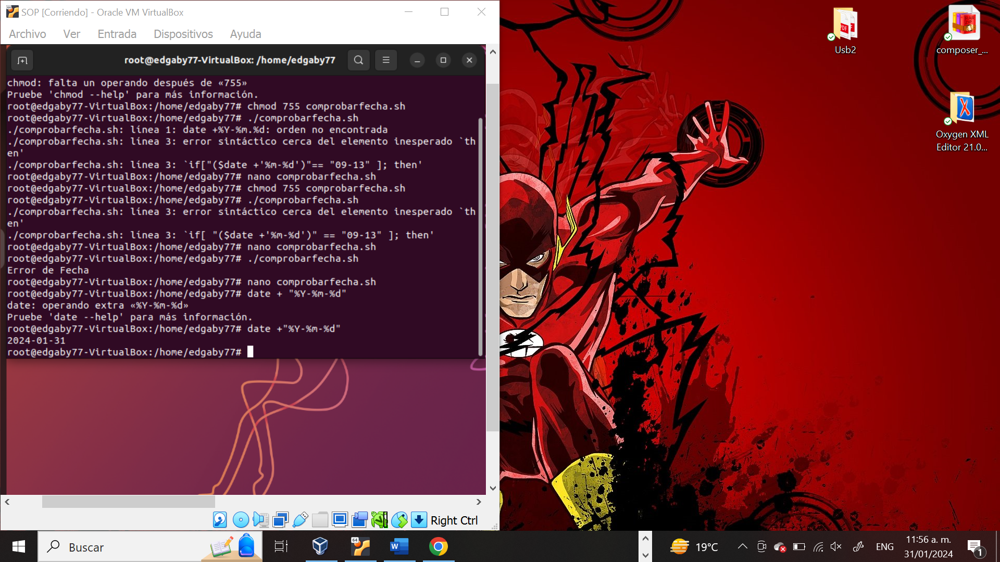 SOP [Corriendo] - Oracle VM VirtualBox
Archivo Ver Entrada Dispositivos Ayuda
root@edgaby77-VirtualBox: /home/edgaby77
chmod: falta un operando después de «755»
Pruebe 'chmod --help' para más información.
root@edgaby77-VirtualBox:/home/edgaby77# chmod 755 comprobarfecha.sh
root@edgaby77-VirtualBox:/home/edgaby77# ./comprobarfecha.sh
./comprobarfecha.sh: línea 1: date +%Y-%m.%d: orden no encontrada
./comprobarfecha.sh: línea 3: error sintáctico cerca del elemento inesperado `th
en'
./comprobarfecha.sh: línea 3: `if["($date +'%m-%d')"== "09-13" ]; then'
root@edgaby77-VirtualBox:/home/edgaby77# nano comprobarfecha.sh
root@edgaby77-VirtualBox:/home/edgaby77# chmod 755 comprobarfecha.sh
root@edgaby77-VirtualBox:/home/edgaby77# ./comprobarfecha.sh
./comprobarfecha.sh: línea 3: error sintáctico cerca del elemento inesperado `th
en'
./comprobarfecha.sh: línea 3: `if[ "($date +'%m-%d')" == "09-13" ]; then'
root@edgaby77-VirtualBox:/home/edgaby77# nano comprobarfecha.sh
root@edgaby77-VirtualBox:/home/edgaby77# ./comprobarfecha.sh
Error de Fecha
root@edgaby77-VirtualBox:/home/edgaby77# nano comprobarfecha.sh
root@edgaby77-VirtualBox:/home/edgaby77# date + "%Y-%m-%d"
date: operando extra «%Y-%m-%d»
Pruebe 'date --help' para más información.
root@edgaby77-VirtualBox:/home/edgaby77# date +"%Y-%m-%d"
2024-01-31
root@edgaby77-VirtualBox:/home/edgaby77#
Right Ctrl
Usb2
composer_...
Oxygen XML
Editor 21.0...
Buscar
64
W
19°C
ENG
11:56 a. m.
31/01/2024
1